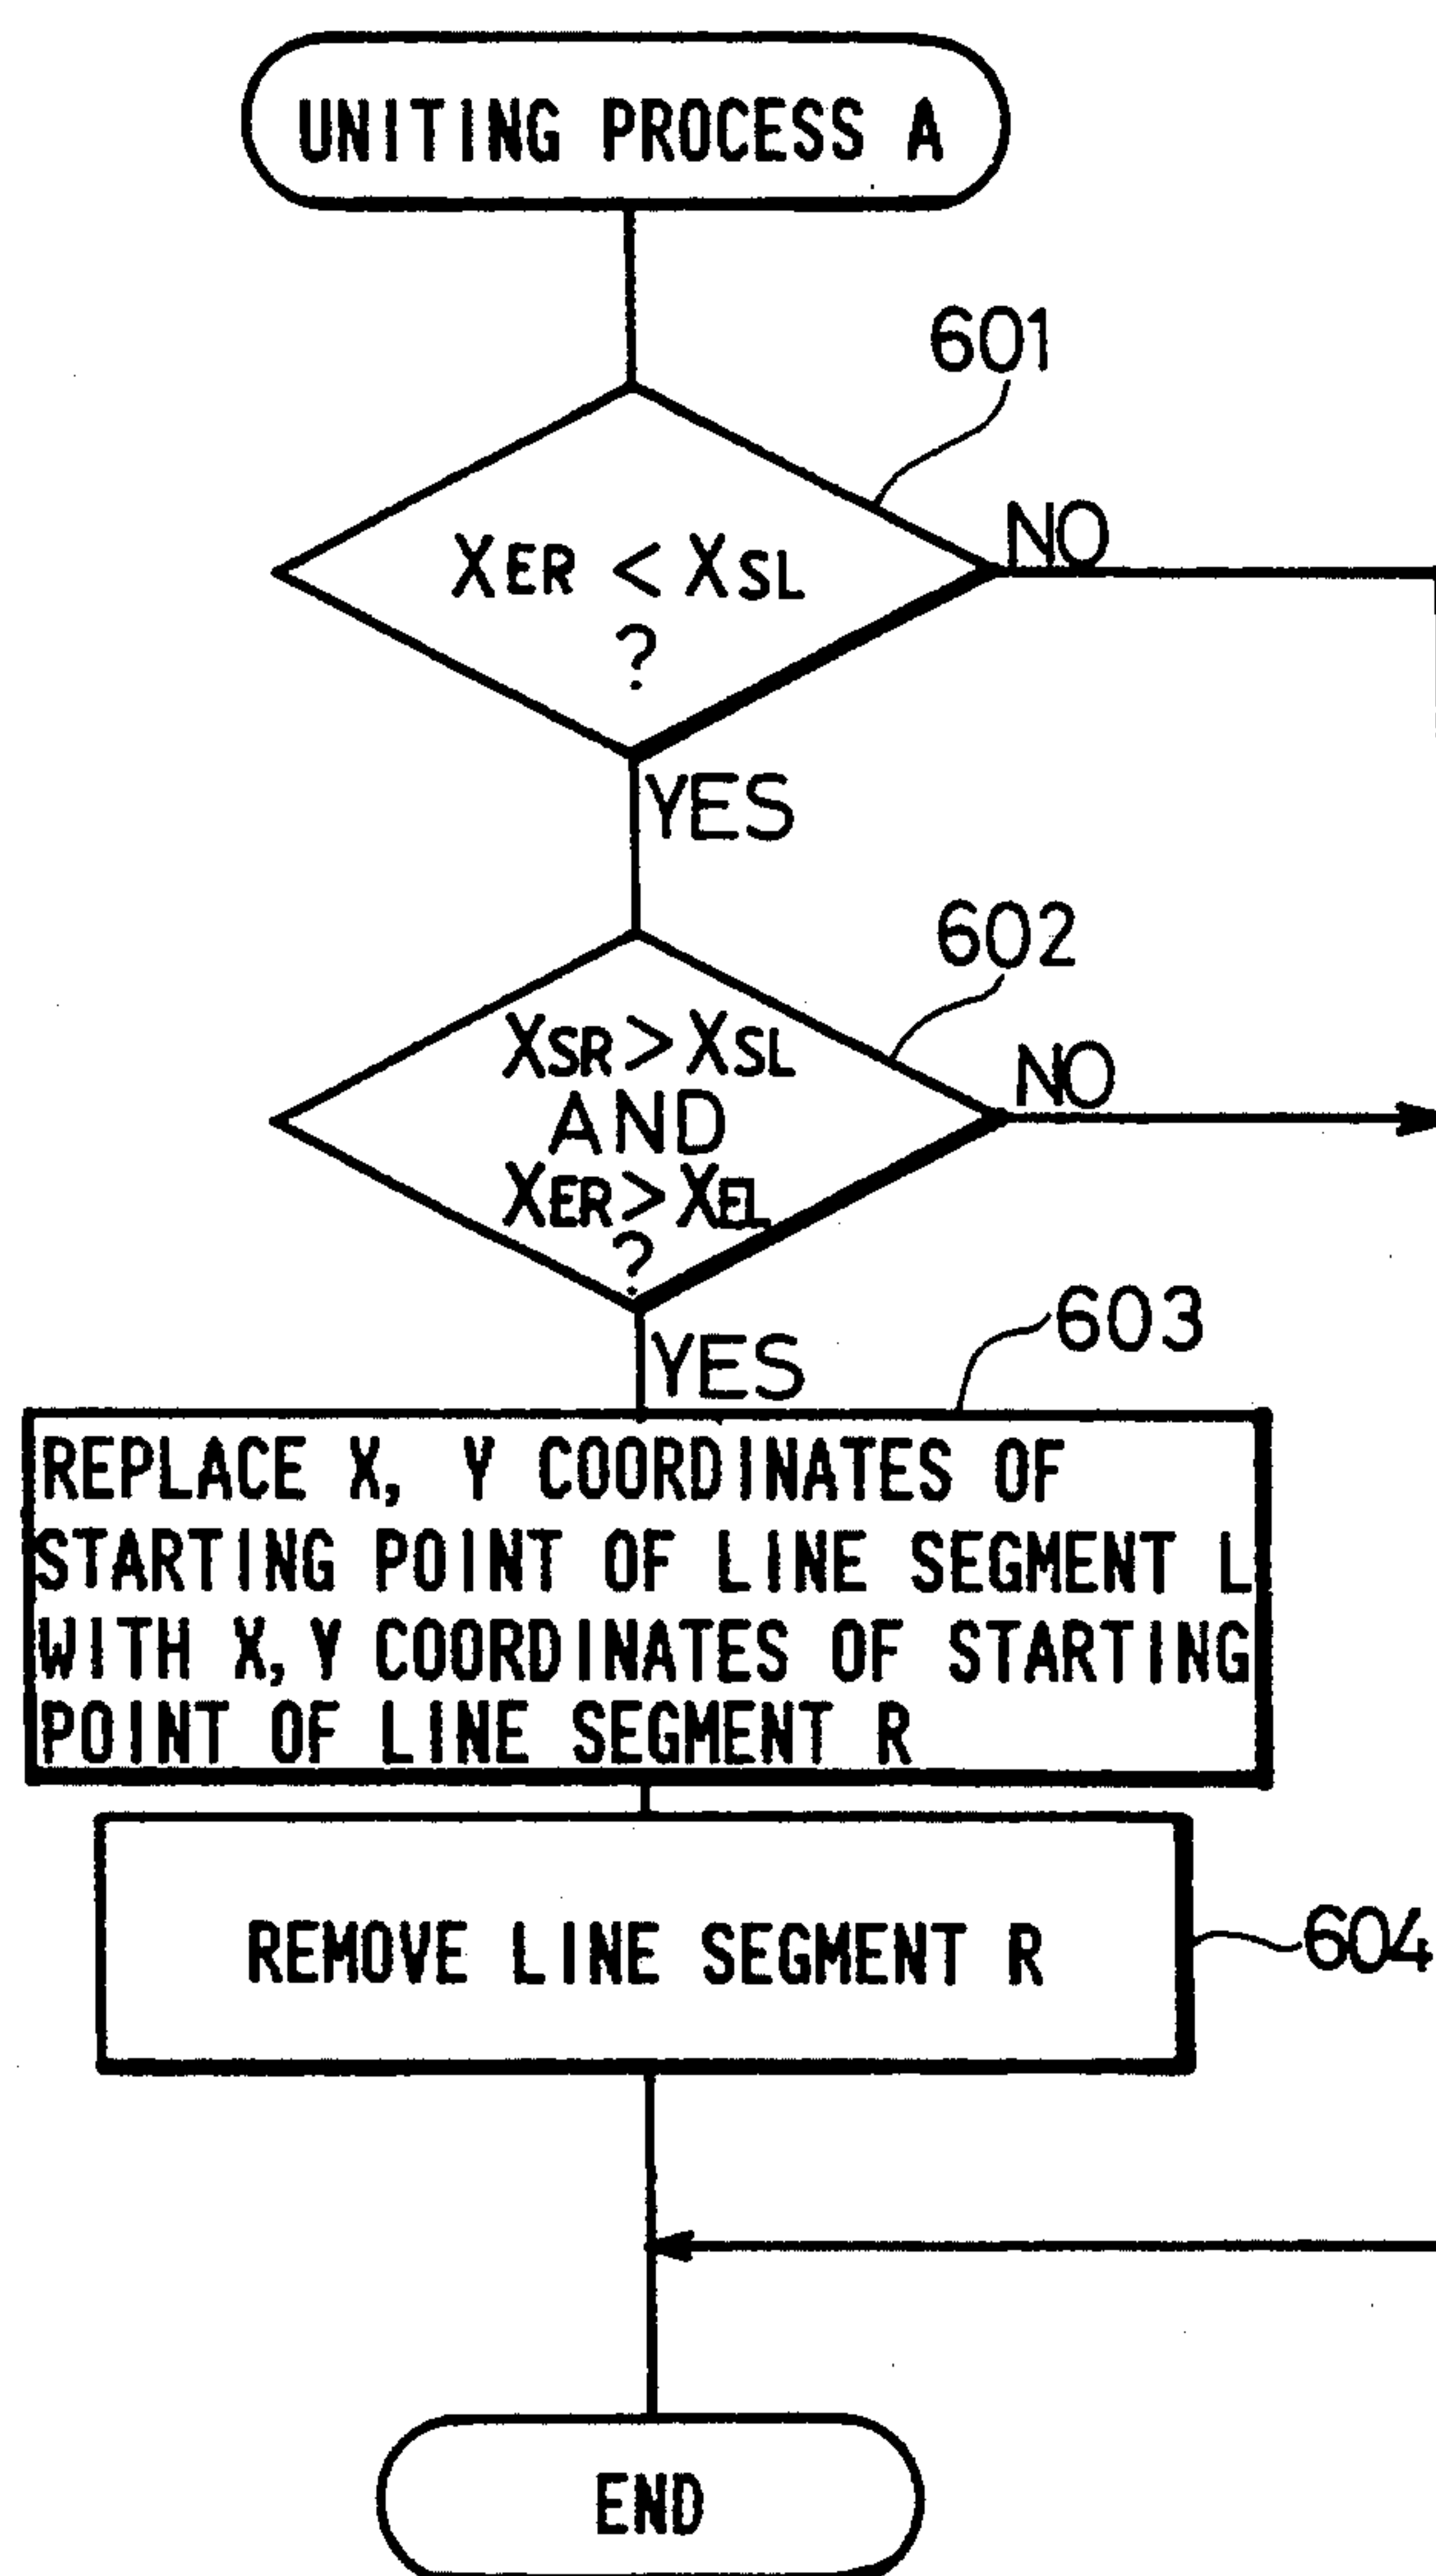 UNITING PROCESS A
601
XER < XSL
?
NO
YES
602
XSR > XSL
AND
XER > XEL
?
NO
YES
603
REPLACE X, Y COORDINATES OF
STARTING POINT OF LINE SEGMENT L
WITH X, Y COORDINATES OF STARTING
POINT OF LINE SEGMENT R
REMOVE LINE SEGMENT R
604
END